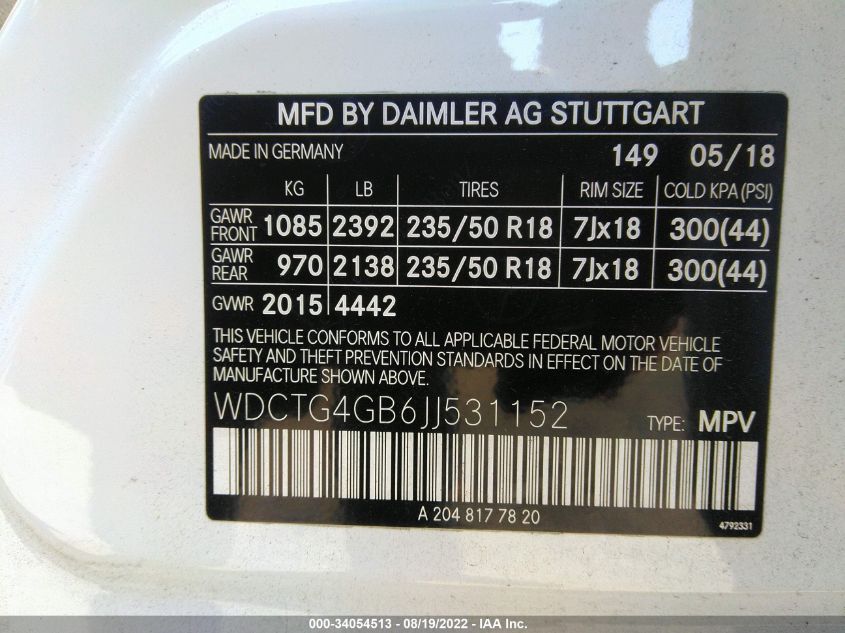 MFD BY DAIMLER AG STUTTGART
MADE IN GERMANY 149 05/18
KG LB TIRES RIM SIZE COLD KPA (PSI)
GAWR FRONT 1085 2392 235/50 R18 7Jx18 300(44)
GAWR REAR 970 2138 235/50 R18 7Jx18 300(44)
GVWR 2015 4442
THIS VEHICLE CONFORMS TO ALL APPLICABLE FEDERAL MOTOR VEHICLE
SAFETY AND THEFT PREVENTION STANDARDS IN EFFECT ON THE DATE OF
MANUFACTURE SHOWN ABOVE.
WDCTG4GB6JJ531152 TYPE: MPV
A 204 817 78 20
4792331
000-34054513 - 08/19/2022 - IAA Inc.